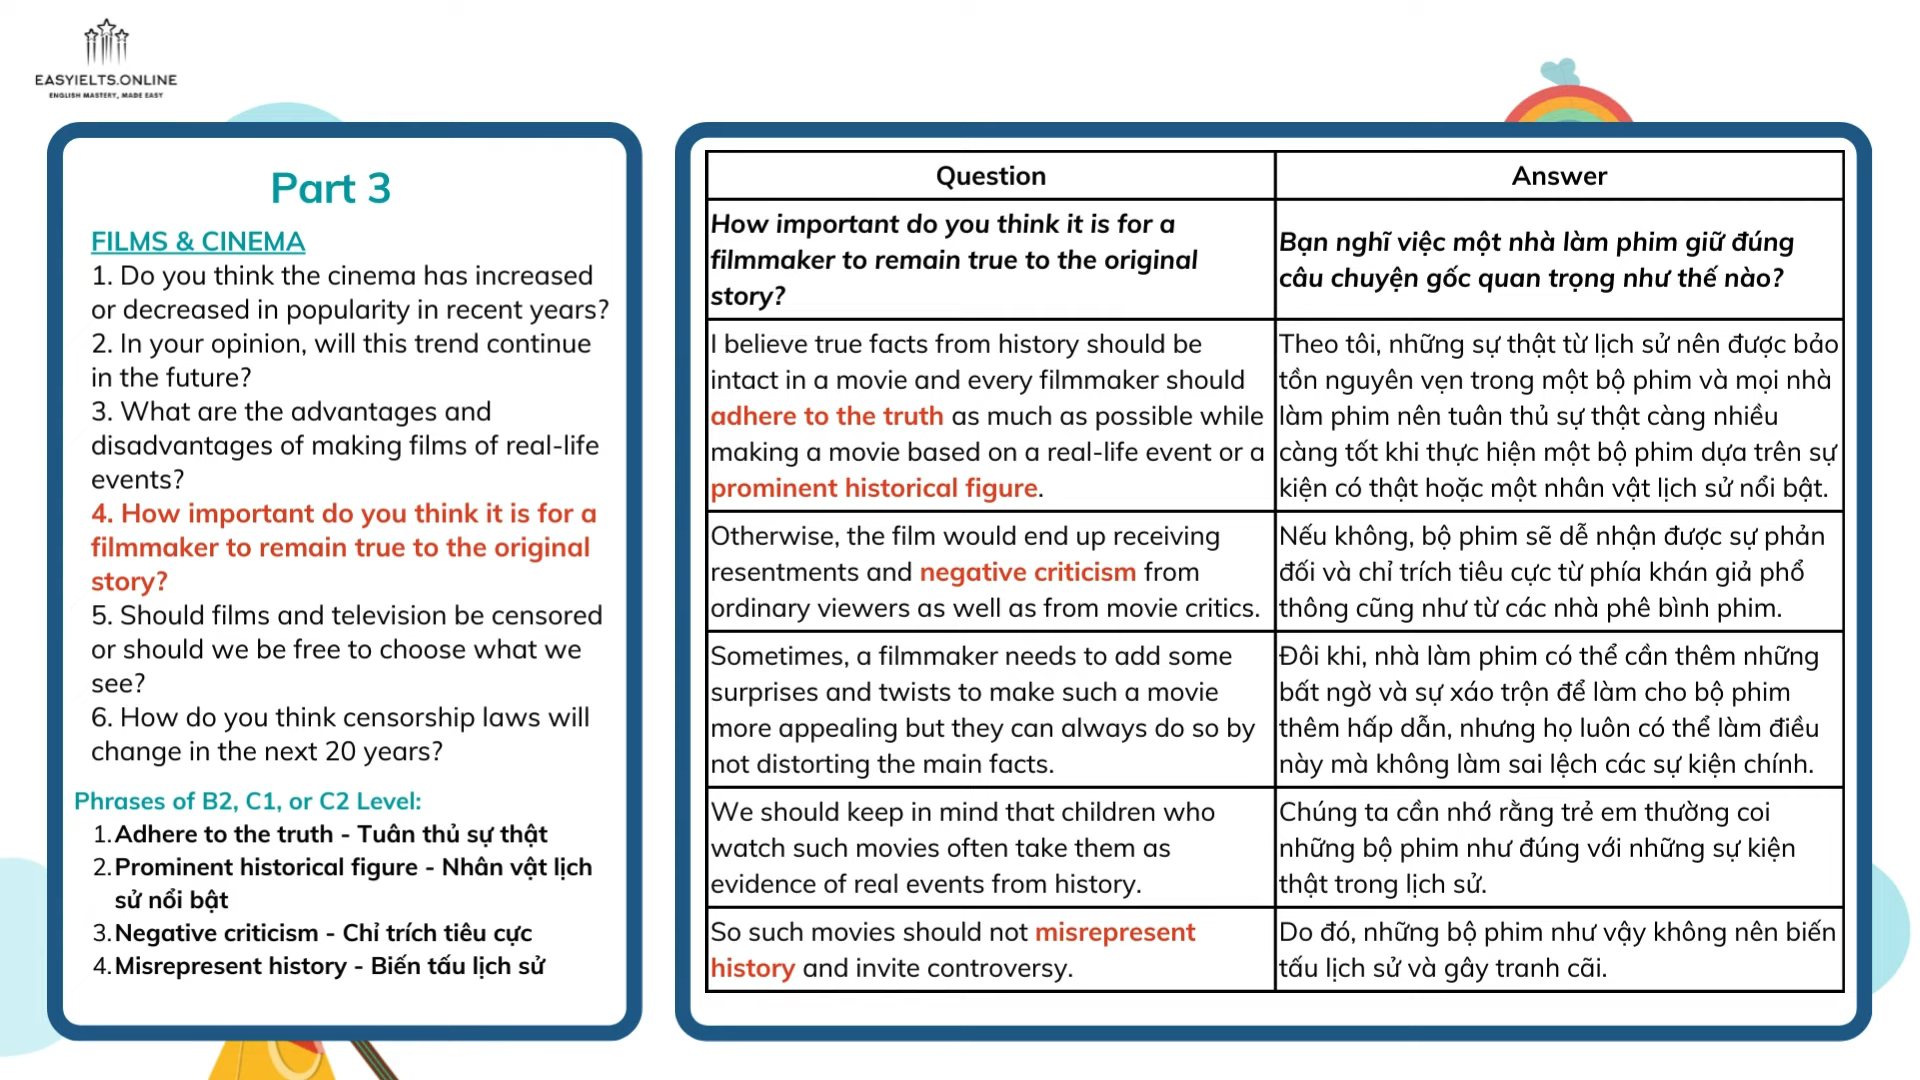 EASYIELTS.ONLINE
ENGLISH MASTERY, MADE EASY
Part 3
FILMS & CINEMA
1. Do you think the cinema has increased
or decreased in popularity in recent years?
2. In your opinion, will this trend continue
in the future?
3. What are the advantages and
disadvantages of making films of real-life
events?
4. How important do you think it is for a
filmmaker to remain true to the original
story?
5. Should films and television be censored
or should we be free to choose what we
see?
6. How do you think censorship laws will
change in the next 20 years?
Phrases of B2, C1, or C2 Level:
1. Adhere to the truth - Tuân thủ sự thật
2. Prominent historical figure - Nhân vật lịch
sử nổi bật
3. Negative criticism - Chỉ trích tiêu cực
4. Misrepresent history - Biến tấu lịch sử
Question
Answer
How important do you think it is for a
filmmaker to remain true to the original
story?
Bạn nghĩ việc một nhà làm phim giữ đúng
câu chuyện gốc quan trọng như thế nào?
I believe true facts from history should be
intact in a movie and every filmmaker should
adhere to the truth as much as possible while
making a movie based on a real-life event or a
prominent historical figure.
Theo tôi, những sự thật từ lịch sử nên được bảo
tồn nguyên vẹn trong một bộ phim và mọi nhà
làm phim nên tuân thủ sự thật càng nhiều
càng tốt khi thực hiện một bộ phim dựa trên sự
kiện có thật hoặc một nhân vật lịch sử nổi bật.
Otherwise, the film would end up receiving
resentments and negative criticism from
ordinary viewers as well as from movie critics.
Nếu không, bộ phim sẽ dễ nhận được sự phản
đối và chỉ trích tiêu cực từ phía khán giả phổ
thông cũng như từ các nhà phê bình phim.
Sometimes, a filmmaker needs to add some
surprises and twists to make such a movie
more appealing but they can always do so by
not distorting the main facts.
Đôi khi, nhà làm phim có thể cần thêm những
bất ngờ và sự xáo trộn để làm cho bộ phim
thêm hấp dẫn, nhưng họ luôn có thể làm điều
này mà không làm sai lệch các sự kiện chính.
We should keep in mind that children who
watch such movies often take them as
evidence of real events from history.
Chúng ta cần nhớ rằng trẻ em thường coi
những bộ phim như đúng với những sự kiện
thật trong lịch sử.
So such movies should not misrepresent
history and invite controversy.
Do đó, những bộ phim như vậy không nên biến
tấu lịch sử và gây tranh cãi.